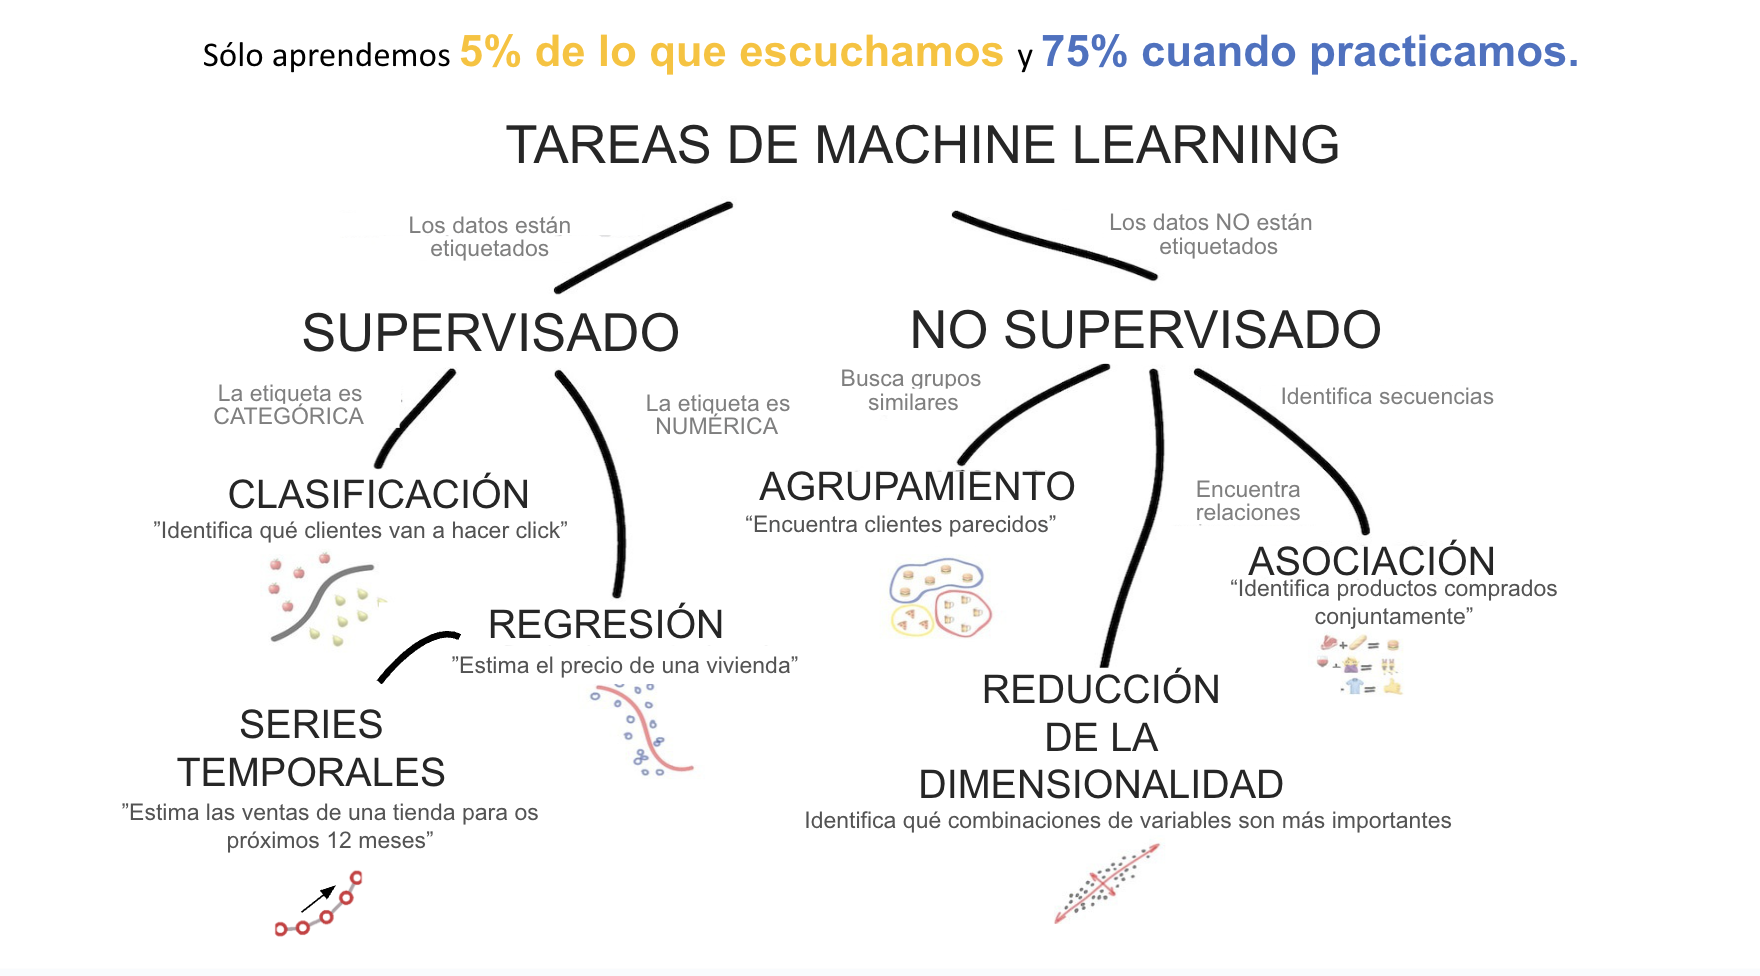 Sólo aprendemos 5% de lo que escuchamos y 75% cuando practicamos.
TAREAS DE MACHINE LEARNING
Los datos están
etiquetados
Los datos NO están
etiquetados
SUPERVISADO
NO SUPERVISADO
La etiqueta es
CATEGÓRICA
La etiqueta es
NUMÉRICA
Busca grupos
similares
Identifica secuencias
CLASIFICACIÓN
”Identifica qué clientes van a hacer click”
AGRUPAMIENTO
“Encuentra clientes parecidos”
Encuentra
relaciones
ASOCIACIÓN
“Identifica productos comprados
conjuntamente”
REGRESIÓN
”Estima el precio de una vivienda”
SERIES
TEMPORALES
”Estima las ventas de una tienda para os
próximos 12 meses”
REDUCCIÓN
DE LA
DIMENSIONALIDAD
Identifica qué combinaciones de variables son más importantes